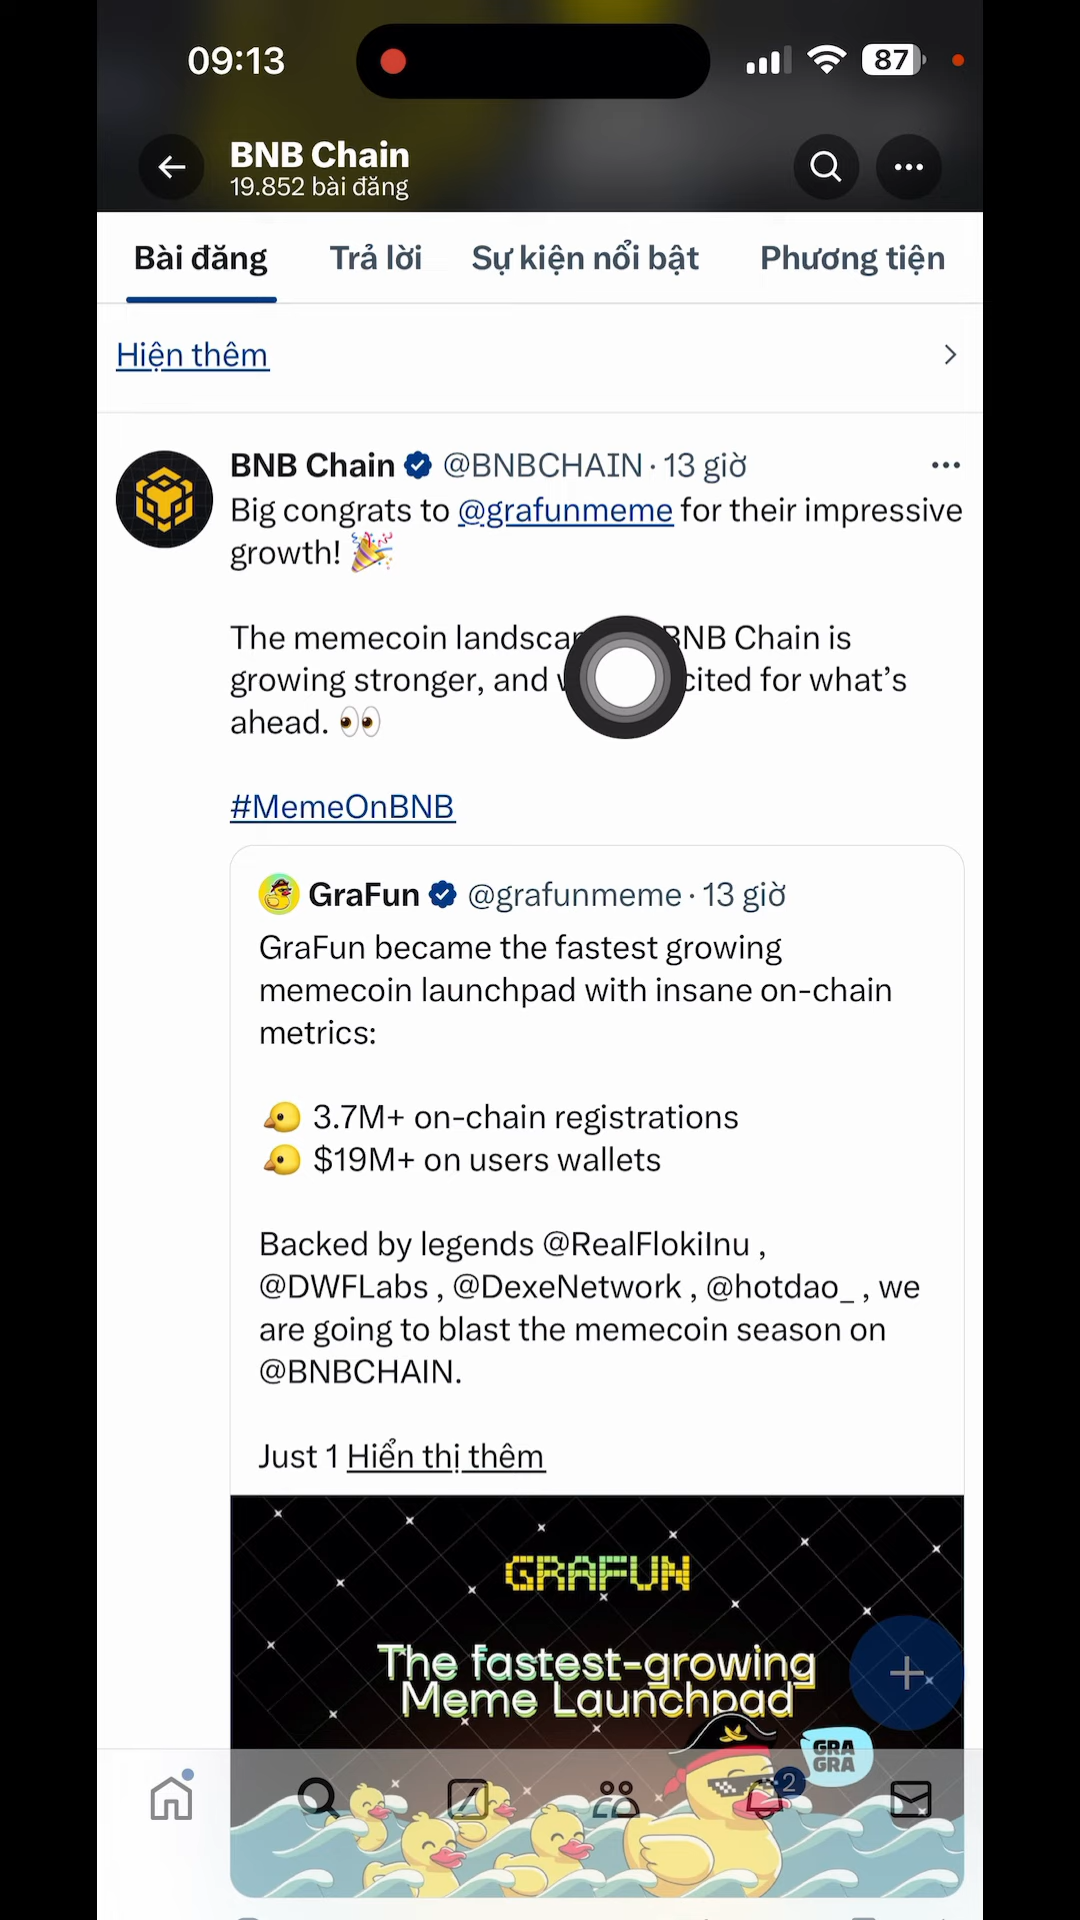 09:13
87
BNB Chain
19.852 bài đăng
Bài đăng
Trả lời
Sự kiện nổi bật
Phương tiện
Hiện thêm
BNB Chain @BNBCHAIN · 13 giờ
Big congrats to @grafunmeme for their impressive
growth! 🎉
The memecoin BNB Chain is
growing stronger, and for what's
ahead. 👀
#MemeOnBNB
GraFun @grafunmeme · 13 giờ
GraFun became the fastest growing
memecoin launchpad with insane on-chain
metrics:
3.7M+ on-chain registrations
$19M+ on users wallets
Backed by legends @RealFlokiInu ,
@DWFLabs , @DexeNetwork , @hotdao_ , we
are going to blast the memecoin season on
@BNBCHAIN.
Just 1 Hiển thị thêm
GRAFUN
The fastest-growing
Meme Launchpad
GRA
GRA
2